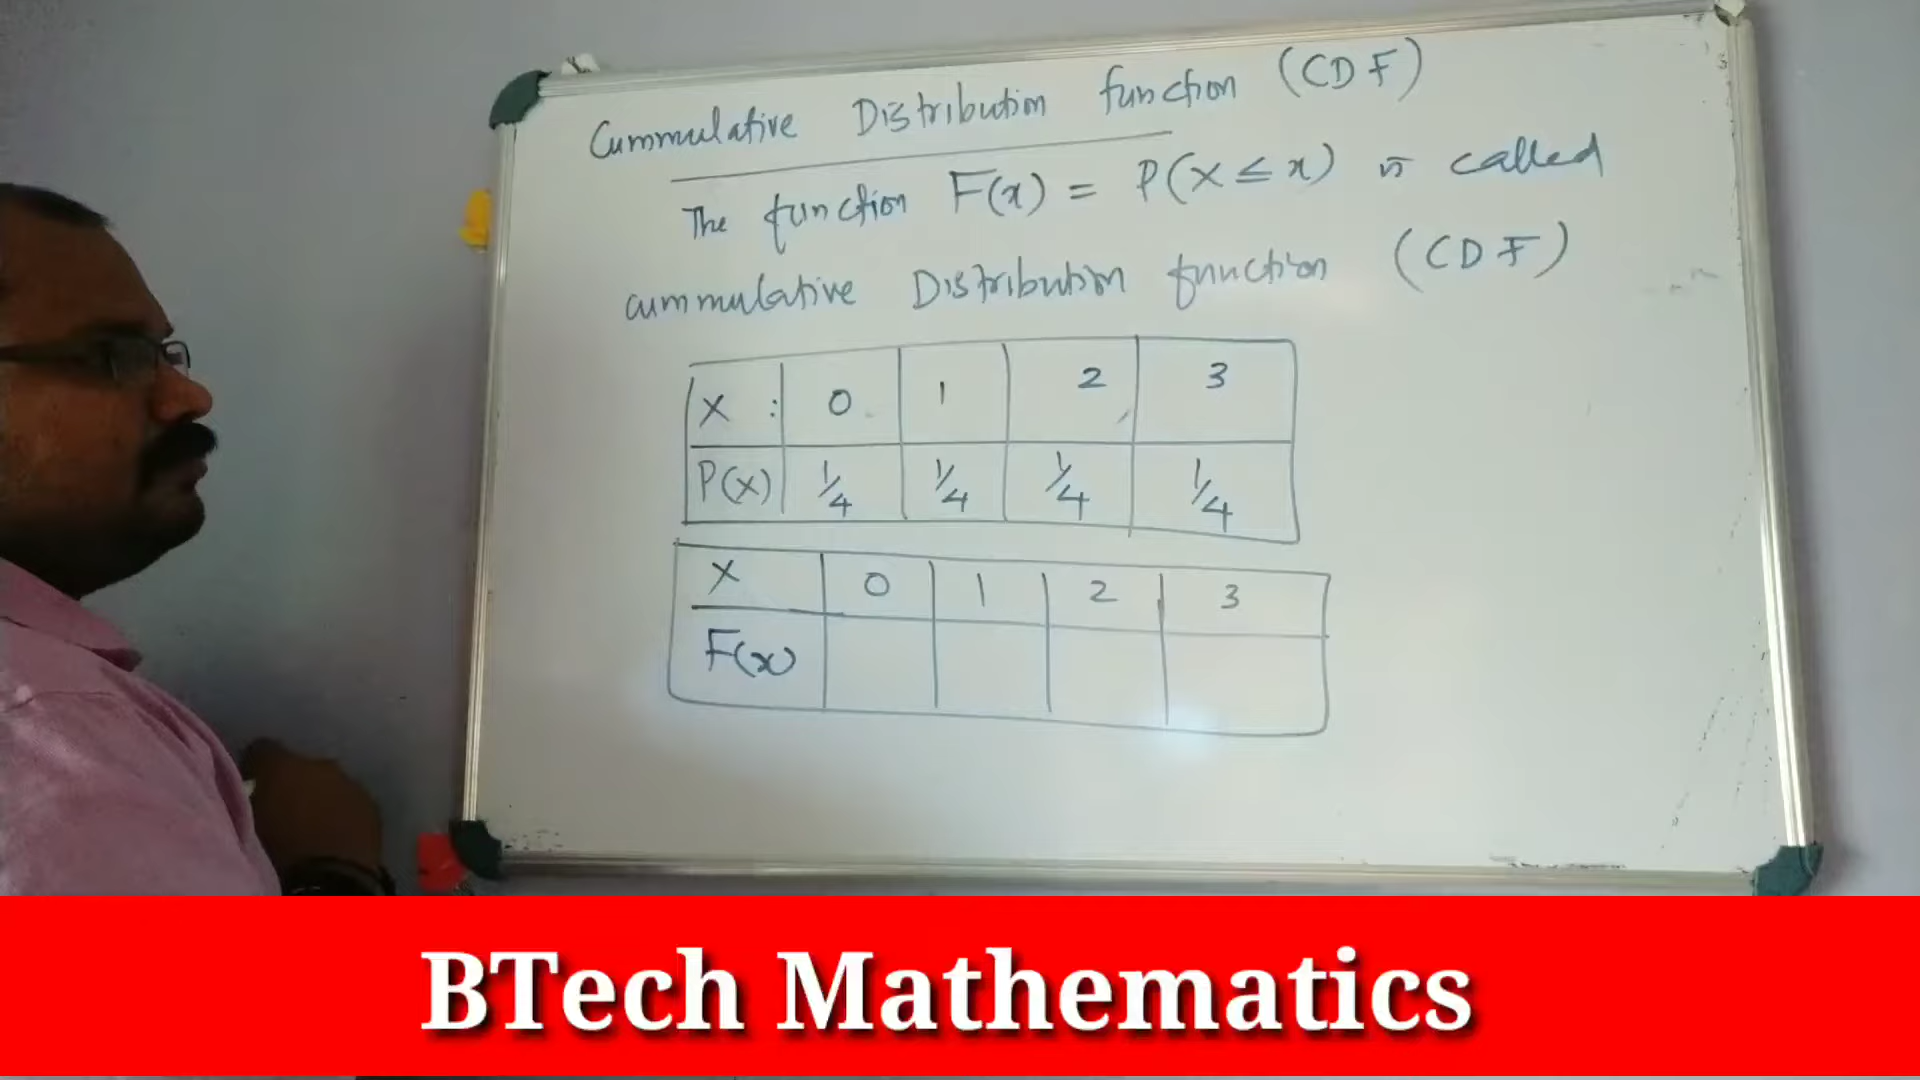 Cummulative Distribution function (CDF)
The function F(x) = P(X ≤ x) is called
cummulative Distribution function (CDF)
X : 0 1 2 3
P(X) 1/4 1/4 1/4 1/4
X 0 1 2 3
F(x)
BTech Mathematics